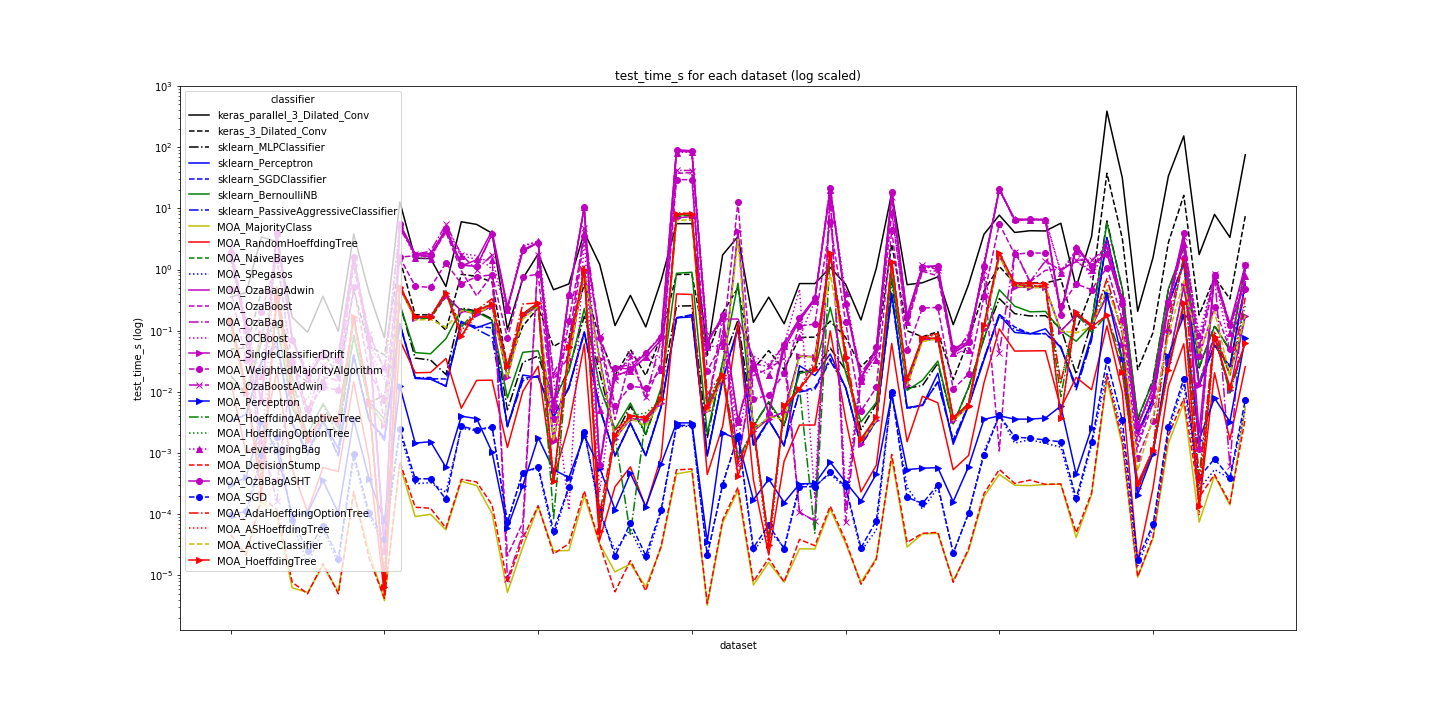 test_time_s for each dataset (log scaled)
test_time_s (log)
10³
10²
10¹
10⁰
10⁻¹
10⁻²
10⁻³
10⁻⁴
10⁻⁵
classifier
keras_parallel_3_Dilated_Conv
keras_3_Dilated_Conv
sklearn_MLPClassifier
sklearn_Perceptron
sklearn_SGDClassifier
sklearn_BernoulliNB
sklearn_PassiveAggressiveClassifier
MOA_MajorityClass
MOA_RandomHoeffdingTree
MOA_NaiveBayes
MOA_SPegasos
MOA_OzaBagAdwin
MOA_OzaBoost
MOA_OzaBag
MOA_OCBoost
MOA_SingleClassifierDrift
MOA_WeightedMajorityAlgorithm
MOA_OzaBoostAdwin
MOA_Perceptron
MOA_HoeffdingAdaptiveTree
MOA_HoeffdingOptionTree
MOA_LeveragingBag
MOA_DecisionStump
MOA_OzaBagASHT
MOA_SGD
MOA_AdaHoeffdingOptionTree
MOA_ASHoeffdingTree
MOA_ActiveClassifier
MOA_HoeffdingTree
dataset